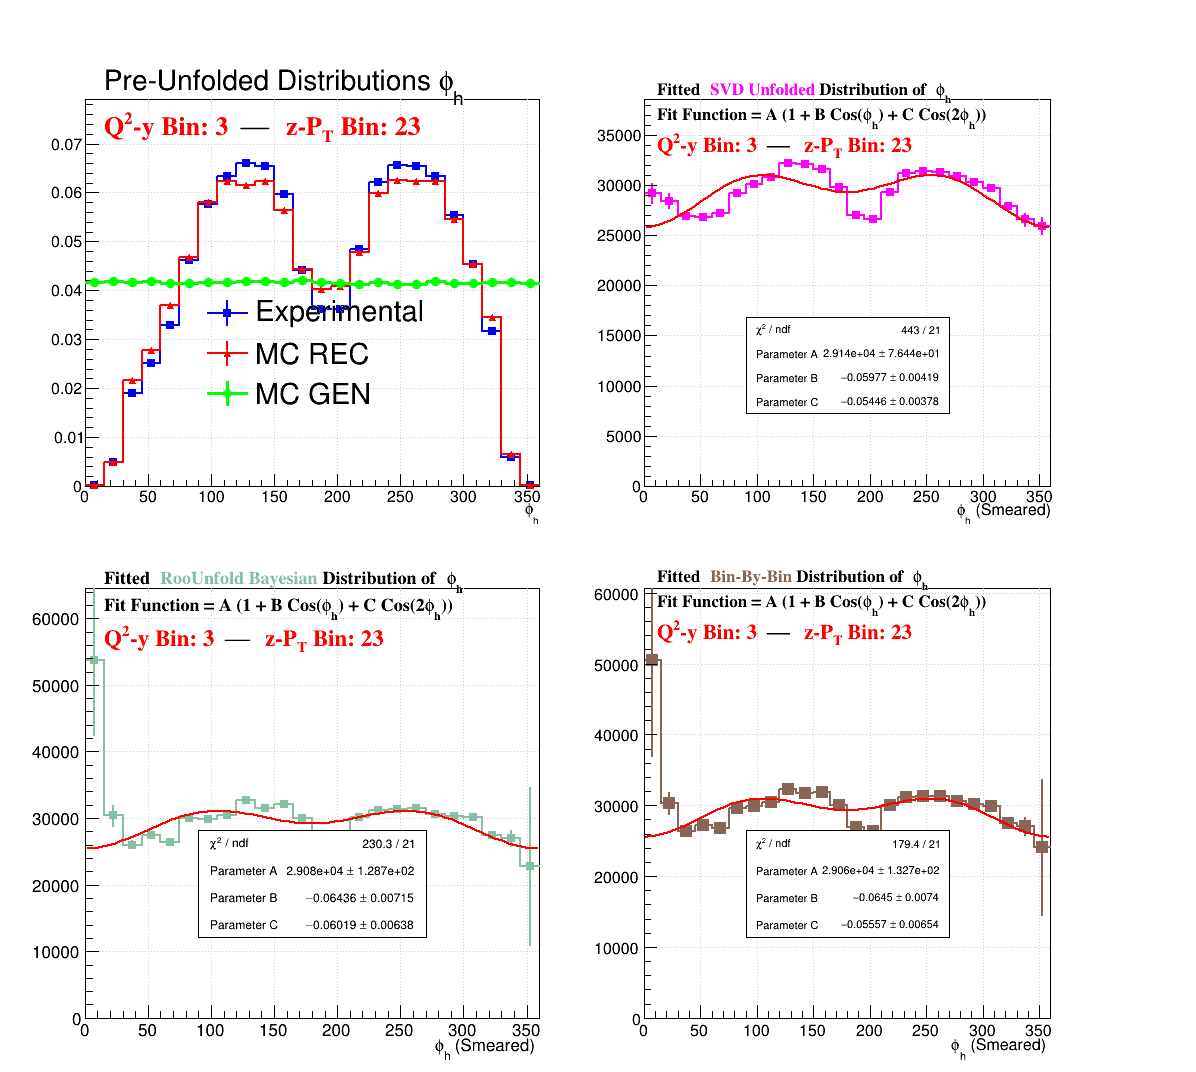 Pre-Unfolded Distributions ϕh
Q²-y Bin: 3 — z-PT Bin: 23
0.07
0.06
0.05
0.04
0.03
0.02
0.01
0
Experimental
MC REC
MC GEN
0 50 100 150 200 250 300 350
ϕh
Fitted SVD Unfolded Distribution of ϕh
Fit Function = A (1 + B Cos(ϕh) + C Cos(2ϕh))
Q²-y Bin: 3 — z-PT Bin: 23
35000
30000
25000
20000
15000
10000
5000
0
χ² / ndf 443 / 21
Parameter A 2.914e+04 ± 7.644e+01
Parameter B −0.05977 ± 0.00419
Parameter C −0.05446 ± 0.00378
0 50 100 150 200 250 300 350
ϕh (Smeared)
Fitted RooUnfold Bayesian Distribution of ϕh
Fit Function = A (1 + B Cos(ϕh) + C Cos(2ϕh))
Q²-y Bin: 3 — z-PT Bin: 23
60000
50000
40000
30000
20000
10000
0
χ² / ndf 230.3 / 21
Parameter A 2.908e+04 ± 1.287e+02
Parameter B −0.06436 ± 0.00715
Parameter C −0.06019 ± 0.00638
0 50 100 150 200 250 300 350
ϕh (Smeared)
Fitted Bin-By-Bin Distribution of ϕh
Fit Function = A (1 + B Cos(ϕh) + C Cos(2ϕh))
Q²-y Bin: 3 — z-PT Bin: 23
60000
50000
40000
30000
20000
10000
0
χ² / ndf 179.4 / 21
Parameter A 2.906e+04 ± 1.327e+02
Parameter B −0.0645 ± 0.0074
Parameter C −0.05557 ± 0.00654
0 50 100 150 200 250 300 350
ϕh (Smeared)